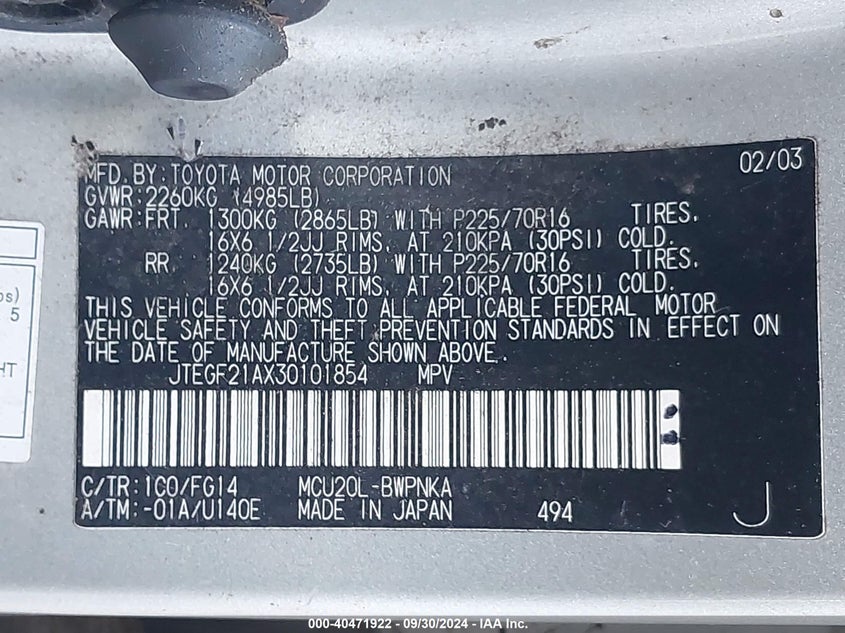 MFD. BY: TOYOTA MOTOR CORPORATION 02/03
GVWR: 2260KG (4985LB)
GAWR: FRT. 1300KG (2865LB) WITH P225/70R16 TIRES.
16X6 1/2JJ RIMS, AT 210KPA (30PSI) COLD.
RR 1240KG (2735LB) WITH P225/70R16 TIRES.
16X6 1/2JJ RIMS, AT 210KPA (30PSI) COLD.
THIS VEHICLE CONFORMS TO ALL APPLICABLE FEDERAL MOTOR
VEHICLE SAFETY AND THEFT PREVENTION STANDARDS IN EFFECT ON
THE DATE OF MANUFACTURE SHOWN ABOVE.
JTEGF21AX30101854 MPV
C/TR: 1C0/FG14 MCU20L-BWPNKA
A/TM: -01A/U140E MADE IN JAPAN 494 J
5
000-40471922 - 09/30/2024 - IAA Inc.